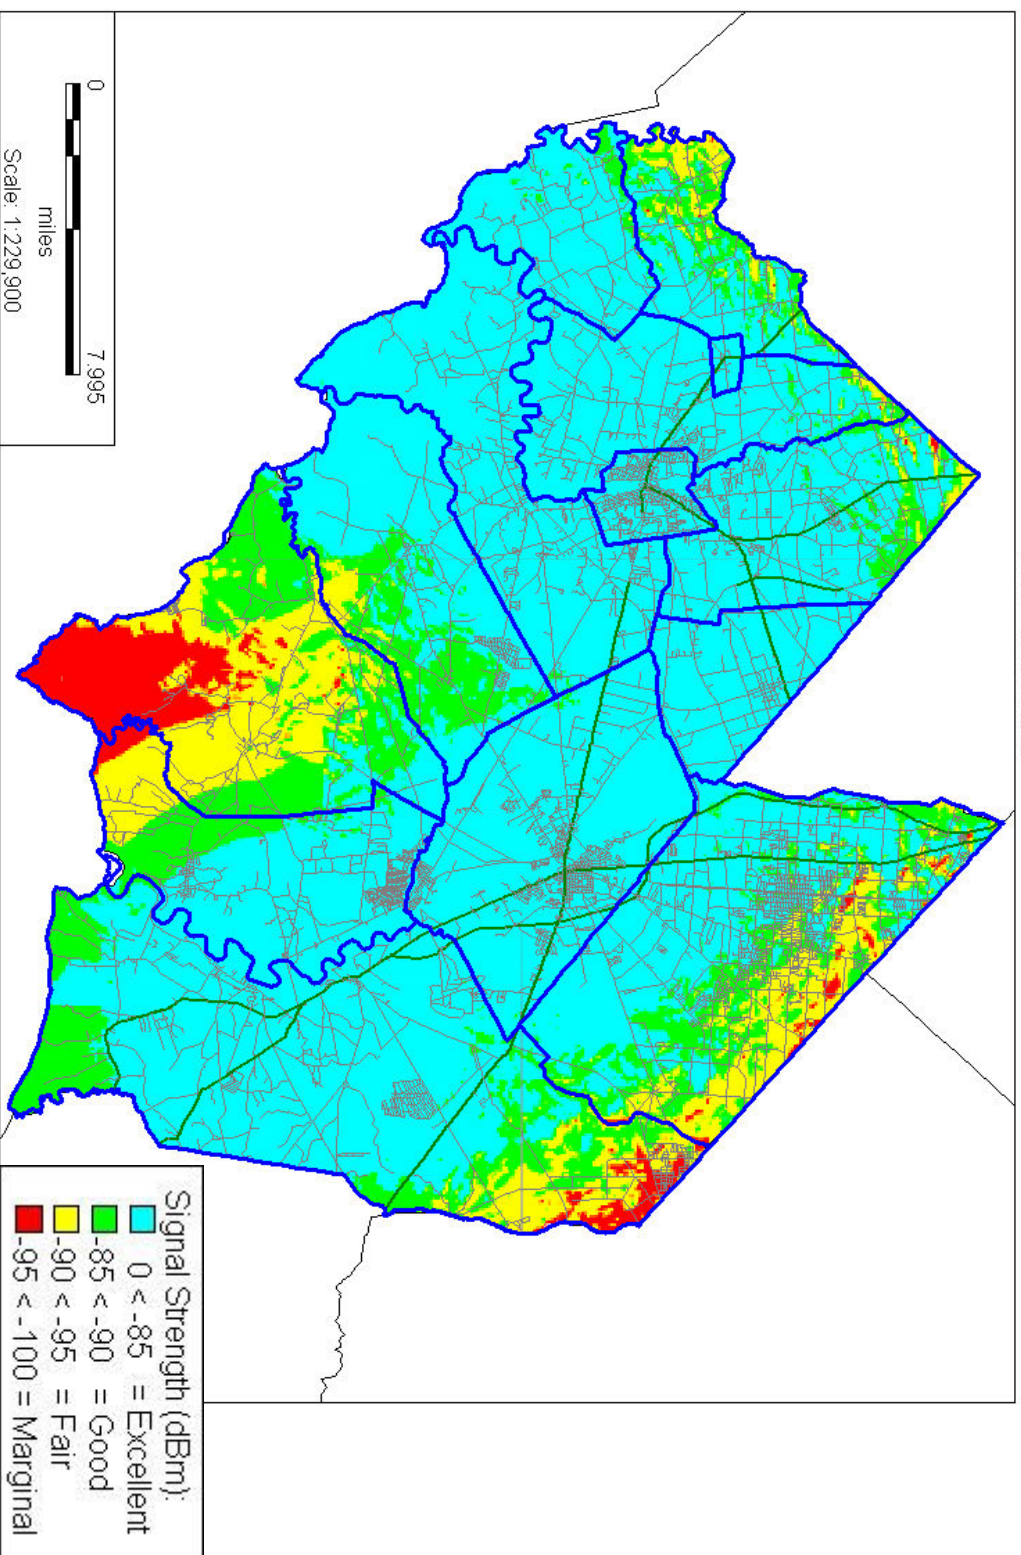 0 7.995
miles
Scale: 1:229,900
Signal Strength (dBm):
0 < -85 = Excellent
-85 < -90 = Good
-90 < -95 = Fair
-95 < -100 = Marginal